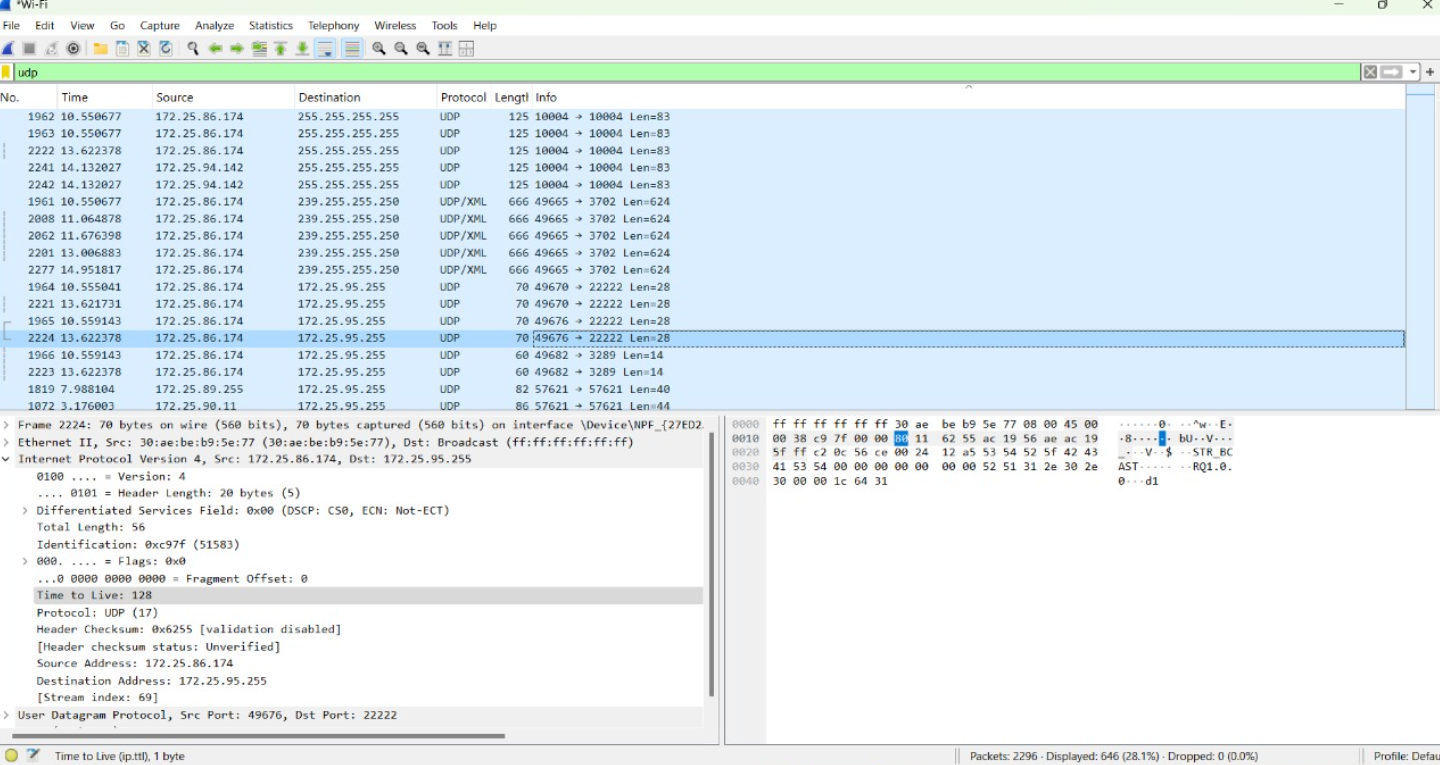 *Wi-Fi
File Edit View Go Capture Analyze Statistics Telephony Wireless Tools Help
udp
No. Time Source Destination Protocol Length Info
1962 10.550677 172.25.86.174 255.255.255.255 UDP 125 10004 → 10004 Len=83
1963 10.550677 172.25.86.174 255.255.255.255 UDP 125 10004 → 10004 Len=83
2222 13.622378 172.25.86.174 255.255.255.255 UDP 125 10004 → 10004 Len=83
2241 14.132027 172.25.94.142 255.255.255.255 UDP 125 10004 → 10004 Len=83
2242 14.132027 172.25.94.142 255.255.255.255 UDP 125 10004 → 10004 Len=83
1961 10.550677 172.25.86.174 239.255.255.250 UDP/XML 666 49665 → 3702 Len=624
2008 11.064878 172.25.86.174 239.255.255.250 UDP/XML 666 49665 → 3702 Len=624
2062 11.676398 172.25.86.174 239.255.255.250 UDP/XML 666 49665 → 3702 Len=624
2201 13.006883 172.25.86.174 239.255.255.250 UDP/XML 666 49665 → 3702 Len=624
2277 14.951817 172.25.86.174 239.255.255.250 UDP/XML 666 49665 → 3702 Len=624
1964 10.555041 172.25.86.174 172.25.95.255 UDP 70 49670 → 22222 Len=28
2221 13.621731 172.25.86.174 172.25.95.255 UDP 70 49670 → 22222 Len=28
1965 10.559143 172.25.86.174 172.25.95.255 UDP 70 49676 → 22222 Len=28
2224 13.622378 172.25.86.174 172.25.95.255 UDP 70 49676 → 22222 Len=28
1966 10.559143 172.25.86.174 172.25.95.255 UDP 60 49682 → 3289 Len=14
2223 13.622378 172.25.86.174 172.25.95.255 UDP 60 49682 → 3289 Len=14
1819 7.988104 172.25.89.255 172.25.95.255 UDP 82 57621 → 57621 Len=40
1072 3.176003 172.25.90.11 172.25.95.255 UDP 86 57621 → 57621 Len=44
Frame 2224: 70 bytes on wire (560 bits), 70 bytes captured (560 bits) on interface \Device\NPF_{27ED2
Ethernet II, Src: 30:ae:be:b9:5e:77 (30:ae:be:b9:5e:77), Dst: Broadcast (ff:ff:ff:ff:ff:ff)
Internet Protocol Version 4, Src: 172.25.86.174, Dst: 172.25.95.255
0100 .... = Version: 4
.... 0101 = Header Length: 20 bytes (5)
Differentiated Services Field: 0x00 (DSCP: CS0, ECN: Not-ECT)
Total Length: 56
Identification: 0xc97f (51583)
000. .... = Flags: 0x0
...0 0000 0000 0000 = Fragment Offset: 0
Time to Live: 128
Protocol: UDP (17)
Header Checksum: 0x6255 [validation disabled]
[Header checksum status: Unverified]
Source Address: 172.25.86.174
Destination Address: 172.25.95.255
[Stream index: 69]
User Datagram Protocol, Src Port: 49676, Dst Port: 22222
0000 ff ff ff ff ff ff 30 ae be b9 5e 77 08 00 45 00 ······0· ··^w··E·
0010 00 38 c9 7f 00 00 80 11 62 55 ac 19 56 ae ac 19 ·8······ bU··V···
0020 5f ff c2 0c 56 ce 00 24 12 a5 53 54 52 5f 42 43 _···V··$ ··STR_BC
0030 41 53 54 00 00 00 00 00 00 00 52 51 31 2e 30 2e AST····· ··RQ1.0.
0040 30 00 00 1c 64 31 0···d1
Time to Live (ip.ttl), 1 byte
Packets: 2296 · Displayed: 646 (28.1%) · Dropped: 0 (0.0%)
Profile: Defau